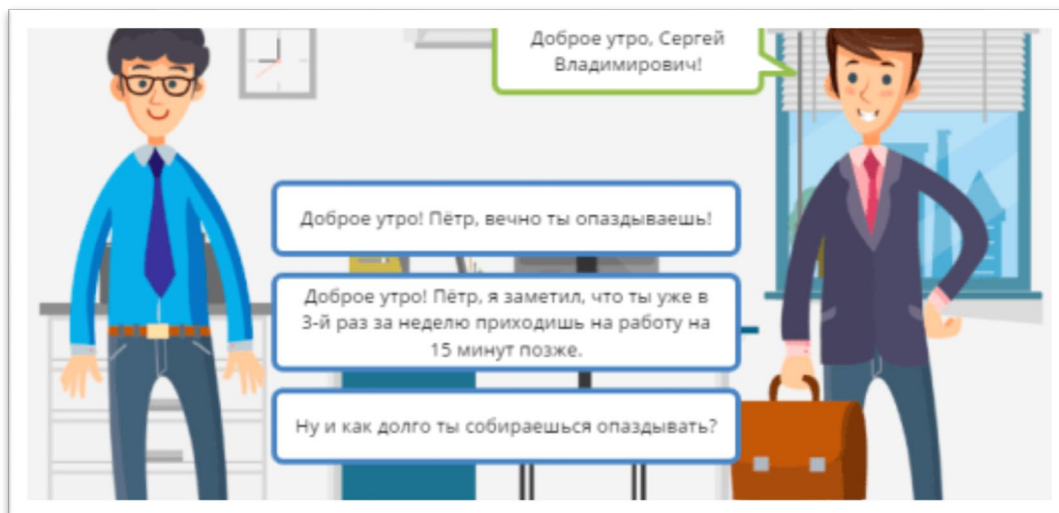 Доброе утро, Сергей
Владимирович!
Доброе утро! Пётр, вечно ты опаздываешь!
Доброе утро! Пётр, я заметил, что ты уже в
3-й раз за неделю приходишь на работу на
15 минут позже.
Ну и как долго ты собираешься опаздывать?